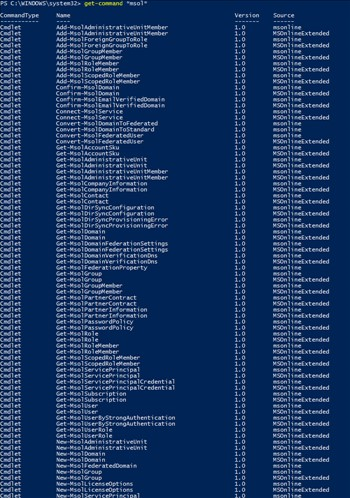 PS C:\WINDOWS\system32> get-command *msol*
CommandType Name Version Source
----------- ---- ------- ------
Cmdlet Add-MsolAdministrativeUnitMember 1.0 msonline
Cmdlet Add-MsolAdministrativeUnitMember 1.0 MSOnlineExtended
Cmdlet Add-MsolForeignGroupToRole 1.0 msonline
Cmdlet Add-MsolForeignGroupToRole 1.0 MSOnlineExtended
Cmdlet Add-MsolGroupMember 1.0 msonline
Cmdlet Add-MsolGroupMember 1.0 MSOnlineExtended
Cmdlet Add-MsolRoleMember 1.0 msonline
Cmdlet Add-MsolRoleMember 1.0 MSOnlineExtended
Cmdlet Add-MsolScopedRoleMember 1.0 msonline
Cmdlet Add-MsolScopedRoleMember 1.0 MSOnlineExtended
Cmdlet Confirm-MsolDomain 1.0 msonline
Cmdlet Confirm-MsolDomain 1.0 MSOnlineExtended
Cmdlet Confirm-MsolEmailVerifiedDomain 1.0 msonline
Cmdlet Confirm-MsolEmailVerifiedDomain 1.0 MSOnlineExtended
Cmdlet Connect-MsolService 1.0 msonline
Cmdlet Connect-MsolService 1.0 MSOnlineExtended
Cmdlet Convert-MsolDomainToFederated 1.0 msonline
Cmdlet Convert-MsolDomainToStandard 1.0 MSOnlineExtended
Cmdlet Convert-MsolFederatedUser 1.0 msonline
Cmdlet Convert-MsolFederatedUser 1.0 MSOnlineExtended
Cmdlet Get-MsolAccountSku 1.0 msonline
Cmdlet Get-MsolAccountSku 1.0 MSOnlineExtended
Cmdlet Get-MsolAdministrativeUnit 1.0 msonline
Cmdlet Get-MsolAdministrativeUnit 1.0 MSOnlineExtended
Cmdlet Get-MsolAdministrativeUnitMember 1.0 msonline
Cmdlet Get-MsolAdministrativeUnitMember 1.0 MSOnlineExtended
Cmdlet Get-MsolCompanyInformation 1.0 msonline
Cmdlet Get-MsolCompanyInformation 1.0 MSOnlineExtended
Cmdlet Get-MsolContact 1.0 msonline
Cmdlet Get-MsolContact 1.0 MSOnlineExtended
Cmdlet Get-MsolDirSyncConfiguration 1.0 msonline
Cmdlet Get-MsolDirSyncConfiguration 1.0 MSOnlineExtended
Cmdlet Get-MsolDirSyncProvisioningError 1.0 msonline
Cmdlet Get-MsolDirSyncProvisioningError 1.0 MSOnlineExtended
Cmdlet Get-MsolDomain 1.0 msonline
Cmdlet Get-MsolDomain 1.0 MSOnlineExtended
Cmdlet Get-MsolDomainFederationSettings 1.0 msonline
Cmdlet Get-MsolDomainFederationSettings 1.0 MSOnlineExtended
Cmdlet Get-MsolDomainVerificationDns 1.0 msonline
Cmdlet Get-MsolDomainVerificationDns 1.0 MSOnlineExtended
Cmdlet Get-MsolFederationProperty 1.0 msonline
Cmdlet Get-MsolGroup 1.0 msonline
Cmdlet Get-MsolGroup 1.0 MSOnlineExtended
Cmdlet Get-MsolGroupMember 1.0 msonline
Cmdlet Get-MsolGroupMember 1.0 MSOnlineExtended
Cmdlet Get-MsolPartnerContract 1.0 msonline
Cmdlet Get-MsolPartnerContract 1.0 MSOnlineExtended
Cmdlet Get-MsolPartnerInformation 1.0 msonline
Cmdlet Get-MsolPartnerInformation 1.0 MSOnlineExtended
Cmdlet Get-MsolPasswordPolicy 1.0 msonline
Cmdlet Get-MsolPasswordPolicy 1.0 MSOnlineExtended
Cmdlet Get-MsolRole 1.0 msonline
Cmdlet Get-MsolRole 1.0 MSOnlineExtended
Cmdlet Get-MsolRoleMember 1.0 msonline
Cmdlet Get-MsolRoleMember 1.0 MSOnlineExtended
Cmdlet Get-MsolScopedRoleMember 1.0 msonline
Cmdlet Get-MsolScopedRoleMember 1.0 MSOnlineExtended
Cmdlet Get-MsolServicePrincipal 1.0 msonline
Cmdlet Get-MsolServicePrincipal 1.0 MSOnlineExtended
Cmdlet Get-MsolServicePrincipalCredential 1.0 msonline
Cmdlet Get-MsolServicePrincipalCredential 1.0 MSOnlineExtended
Cmdlet Get-MsolSubscription 1.0 msonline
Cmdlet Get-MsolSubscription 1.0 MSOnlineExtended
Cmdlet Get-MsolUser 1.0 msonline
Cmdlet Get-MsolUser 1.0 MSOnlineExtended
Cmdlet Get-MsolUserByStrongAuthentication 1.0 msonline
Cmdlet Get-MsolUserByStrongAuthentication 1.0 MSOnlineExtended
Cmdlet Get-MsolUserRole 1.0 msonline
Cmdlet Get-MsolUserRole 1.0 MSOnlineExtended
Cmdlet New-MsolAdministrativeUnit 1.0 msonline
Cmdlet New-MsolAdministrativeUnit 1.0 MSOnlineExtended
Cmdlet New-MsolDomain 1.0 msonline
Cmdlet New-MsolDomain 1.0 MSOnlineExtended
Cmdlet New-MsolFederatedDomain 1.0 msonline
Cmdlet New-MsolGroup 1.0 msonline
Cmdlet New-MsolGroup 1.0 MSOnlineExtended
Cmdlet New-MsolLicenseOptions 1.0 msonline
Cmdlet New-MsolLicenseOptions 1.0 MSOnlineExtended
Cmdlet New-MsolServicePrincipal 1.0 msonline